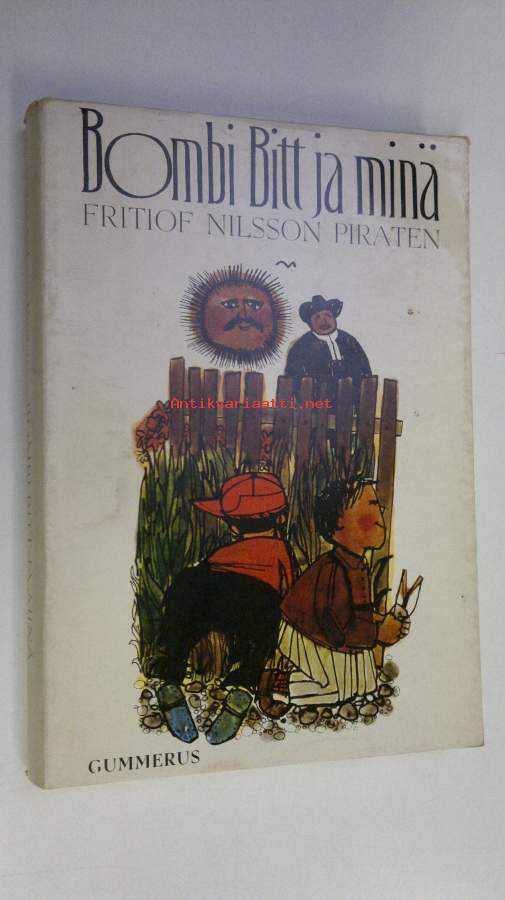 Bombi Bitt ja minä
FRITIOF NILSSON PIRATEN
Antikvariaatti.net
GUMMERUS